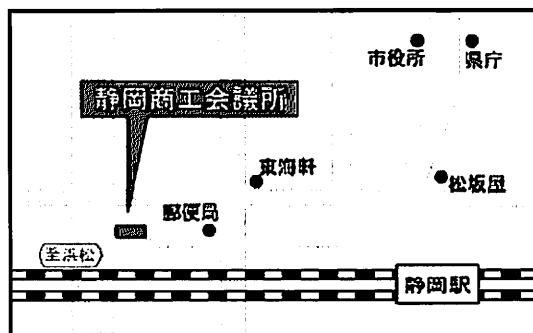 市役所
県庁
静岡商工会議所
東海軒
松坂屋
郵便局
至浜松
静岡駅